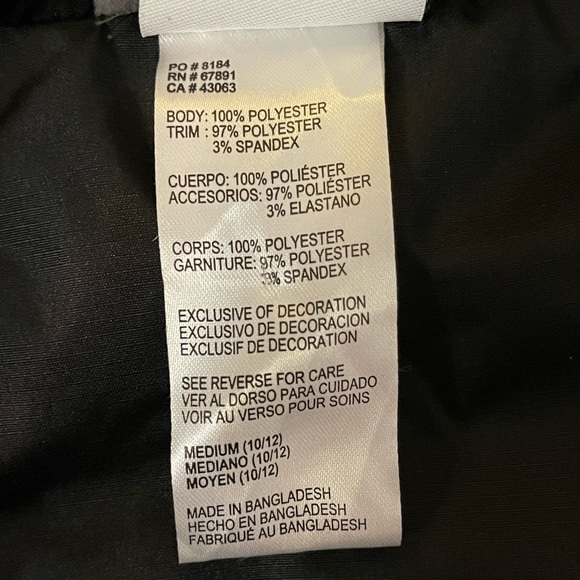 PO # 8184
RN # 67891
CA # 43063
BODY: 100% POLYESTER
TRIM : 97% POLYESTER
3% SPANDEX
CUERPO: 100% POLIÉSTER
ACCESORIOS: 97% POLIÉSTER
3% ELASTANO
CORPS: 100% POLYESTER
GARNITURE: 97% POLYESTER
3% SPANDEX
EXCLUSIVE OF DECORATION
EXCLUSIVO DE DECORACION
EXCLUSIF DE DECORATION
SEE REVERSE FOR CARE
VER AL DORSO PARA CUIDADO
VOIR AU VERSO POUR SOINS
MEDIUM (10/12)
MEDIANO (10/12)
MOYEN (10/12)
MADE IN BANGLADESH
HECHO EN BANGLADESH
FABRIQUÉ AU BANGLADESH